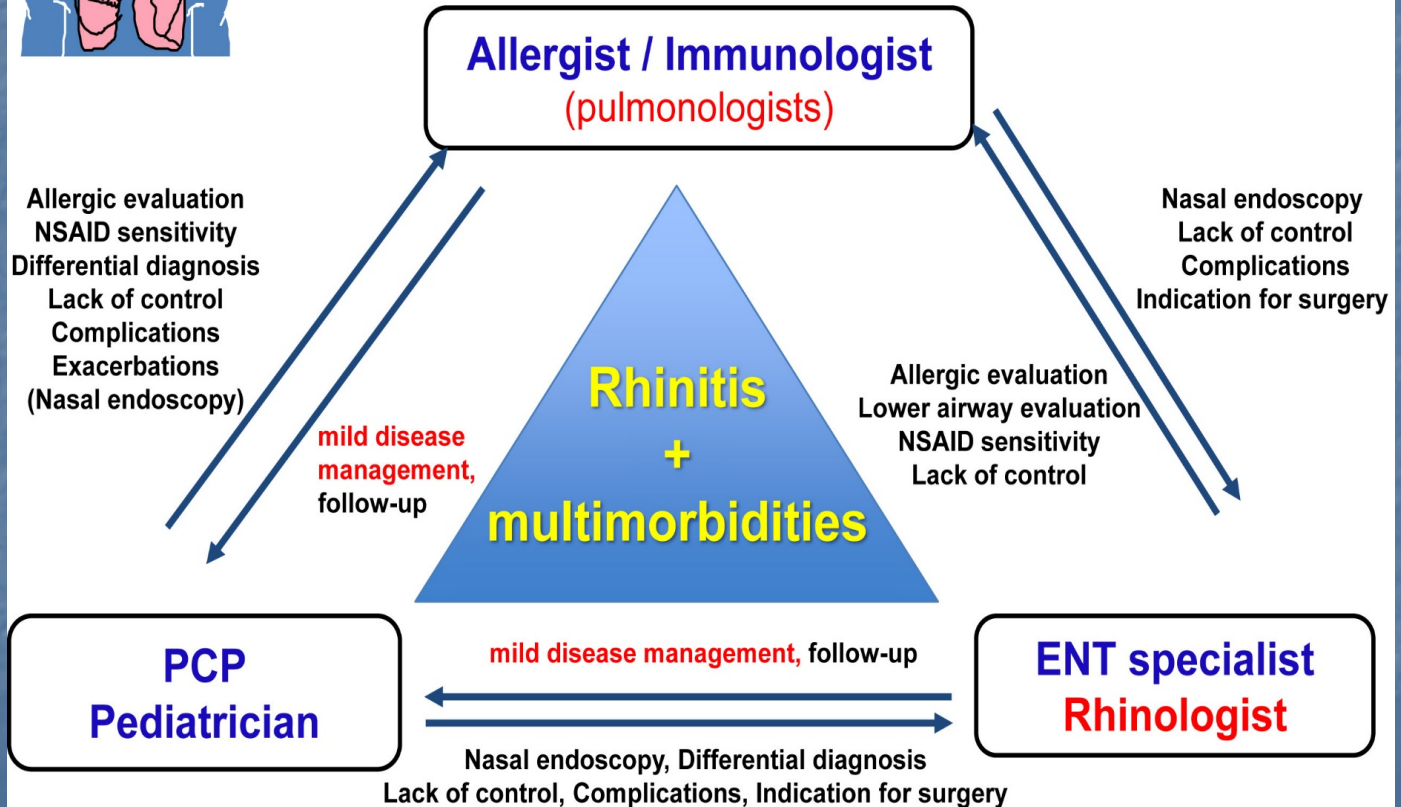 Allergist / Immunologist
(pulmonologists)
Allergic evaluation
NSAID sensitivity
Differential diagnosis
Lack of control
Complications
Exacerbations
(Nasal endoscopy)
mild disease
management,
follow-up
Rhinitis
+
multimorbidities
Nasal endoscopy
Lack of control
Complications
Indication for surgery
Allergic evaluation
Lower airway evaluation
NSAID sensitivity
Lack of control
PCP
Pediatrician
mild disease management, follow-up
ENT specialist
Rhinologist
Nasal endoscopy, Differential diagnosis
Lack of control, Complications, Indication for surgery